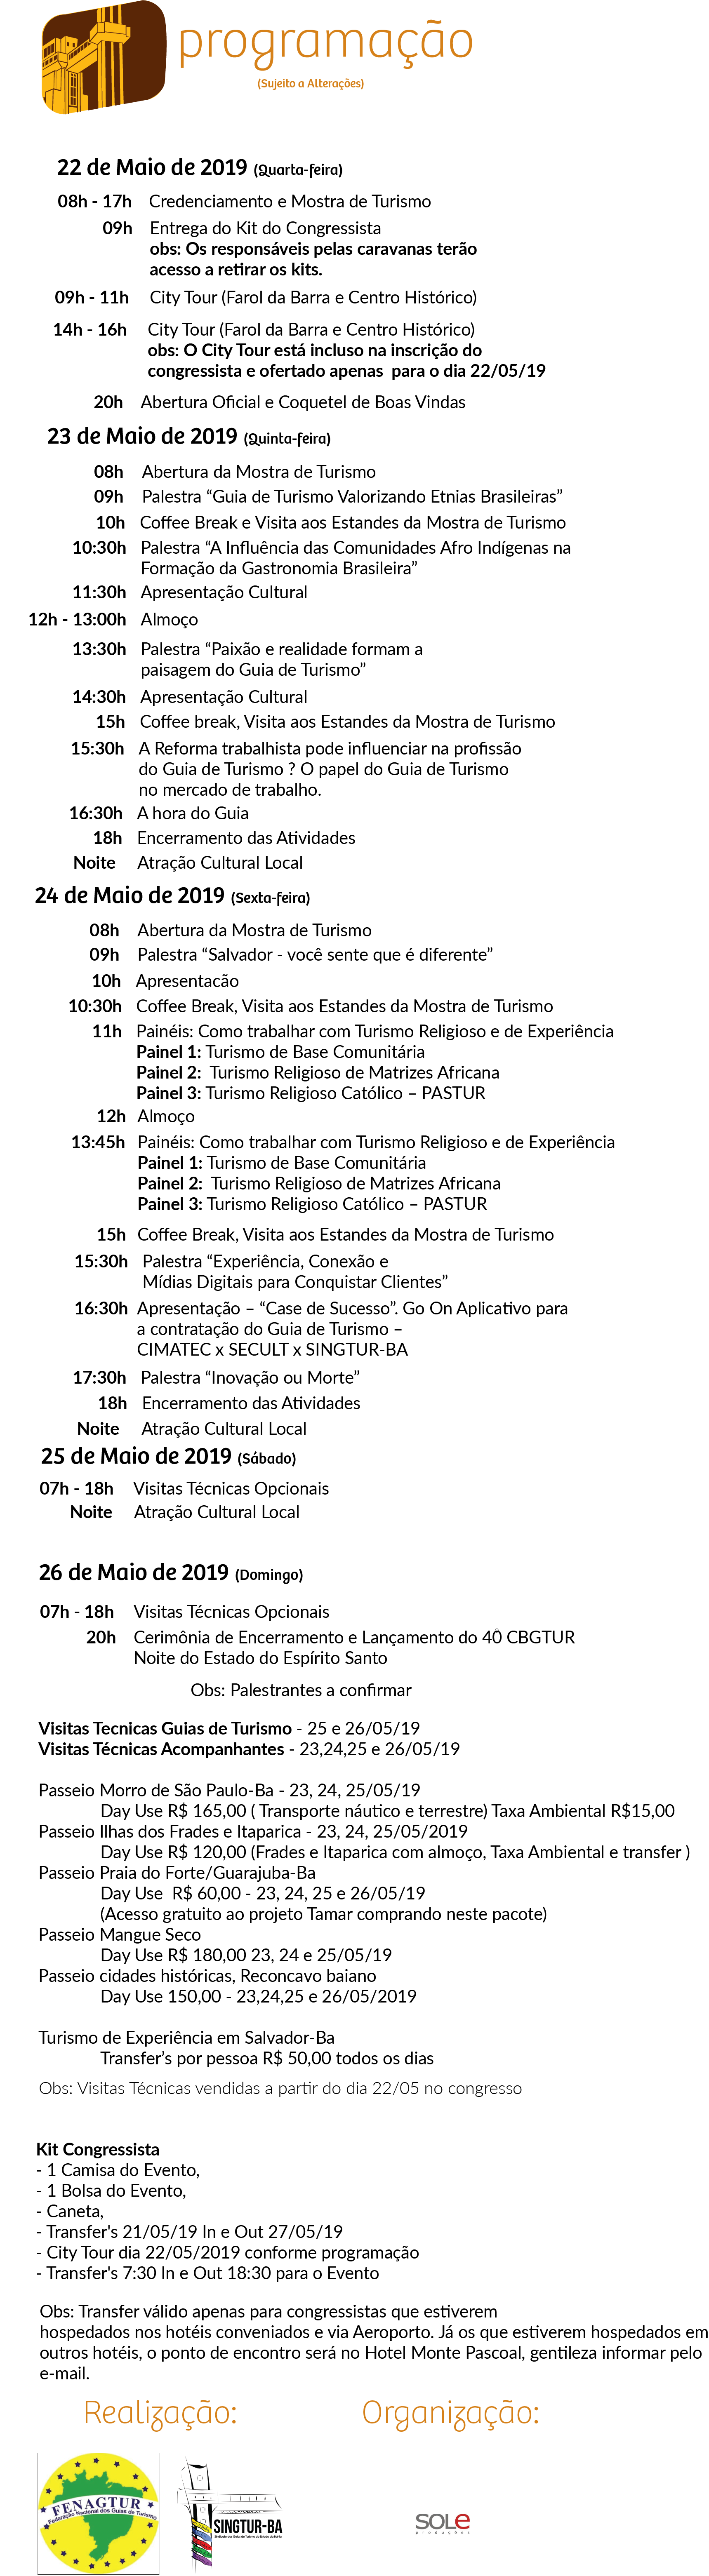 programação
(Sujeito a Alterações)
22 de Maio de 2019 (Quarta-feira)
08h - 17h Credenciamento e Mostra de Turismo
09h Entrega do Kit do Congressista
obs: Os responsáveis pelas caravanas terão
acesso a retirar os kits.
09h - 11h City Tour (Farol da Barra e Centro Histórico)
14h - 16h City Tour (Farol da Barra e Centro Histórico)
obs: O City Tour está incluso na inscrição do
congressista e ofertado apenas para o dia 22/05/19
20h Abertura Oficial e Coquetel de Boas Vindas
23 de Maio de 2019 (Quinta-feira)
08h Abertura da Mostra de Turismo
09h Palestra “Guia de Turismo Valorizando Etnias Brasileiras”
10h Coffee Break e Visita aos Estandes da Mostra de Turismo
10:30h Palestra “A Influência das Comunidades Afro Indígenas na
Formação da Gastronomia Brasileira”
11:30h Apresentação Cultural
12h - 13:00h Almoço
13:30h Palestra “Paixão e realidade formam a
paisagem do Guia de Turismo”
14:30h Apresentação Cultural
15h Coffee break, Visita aos Estandes da Mostra de Turismo
15:30h A Reforma trabalhista pode influenciar na profissão
do Guia de Turismo ? O papel do Guia de Turismo
no mercado de trabalho.
16:30h A hora do Guia
18h Encerramento das Atividades
Noite Atração Cultural Local
24 de Maio de 2019 (Sexta-feira)
08h Abertura da Mostra de Turismo
09h Palestra “Salvador - você sente que é diferente”
10h Apresentacão
10:30h Coffee Break, Visita aos Estandes da Mostra de Turismo
11h Painéis: Como trabalhar com Turismo Religioso e de Experiência
Painel 1: Turismo de Base Comunitária
Painel 2: Turismo Religioso de Matrizes Africana
Painel 3: Turismo Religioso Católico – PASTUR
12h Almoço
13:45h Painéis: Como trabalhar com Turismo Religioso e de Experiência
Painel 1: Turismo de Base Comunitária
Painel 2: Turismo Religioso de Matrizes Africana
Painel 3: Turismo Religioso Católico – PASTUR
15h Coffee Break, Visita aos Estandes da Mostra de Turismo
15:30h Palestra “Experiência, Conexão e
Mídias Digitais para Conquistar Clientes”
16:30h Apresentação – “Case de Sucesso”. Go On Aplicativo para
a contratação do Guia de Turismo –
CIMATEC x SECULT x SINGTUR-BA
17:30h Palestra “Inovação ou Morte”
18h Encerramento das Atividades
Noite Atração Cultural Local
25 de Maio de 2019 (Sábado)
07h - 18h Visitas Técnicas Opcionais
Noite Atração Cultural Local
26 de Maio de 2019 (Domingo)
07h - 18h Visitas Técnicas Opcionais
20h Cerimônia de Encerramento e Lançamento do 40̂ CBGTUR
Noite do Estado do Espírito Santo
Obs: Palestrantes a confirmar
Visitas Tecnicas Guias de Turismo - 25 e 26/05/19
Visitas Técnicas Acompanhantes - 23,24,25 e 26/05/19
Passeio Morro de São Paulo-Ba - 23, 24, 25/05/19
Day Use R$ 165,00 ( Transporte náutico e terrestre) Taxa Ambiental R$15,00
Passeio Ilhas dos Frades e Itaparica - 23, 24, 25/05/2019
Day Use R$ 120,00 (Frades e Itaparica com almoço, Taxa Ambiental e transfer )
Passeio Praia do Forte/Guarajuba-Ba
Day Use R$ 60,00 - 23, 24, 25 e 26/05/19
(Acesso gratuito ao projeto Tamar comprando neste pacote)
Passeio Mangue Seco
Day Use R$ 180,00 23, 24 e 25/05/19
Passeio cidades históricas, Reconcavo baiano
Day Use 150,00 - 23,24,25 e 26/05/2019
Turismo de Experiência em Salvador-Ba
Transfer’s por pessoa R$ 50,00 todos os dias
Obs: Visitas Técnicas vendidas a partir do dia 22/05 no congresso
Kit Congressista
- 1 Camisa do Evento,
- 1 Bolsa do Evento,
- Caneta,
- Transfer's 21/05/19 In e Out 27/05/19
- City Tour dia 22/05/2019 conforme programação
- Transfer's 7:30 In e Out 18:30 para o Evento
Obs: Transfer válido apenas para congressistas que estiverem
hospedados nos hotéis conveniados e via Aeroporto. Já os que estiverem hospedados em
outros hotéis, o ponto de encontro será no Hotel Monte Pascoal, gentileza informar pelo
e-mail.
Realização: Organização:
FENAGTUR
Federação Nacional dos Guias de Turismo
SINGTUR-BA
SOLe
produções